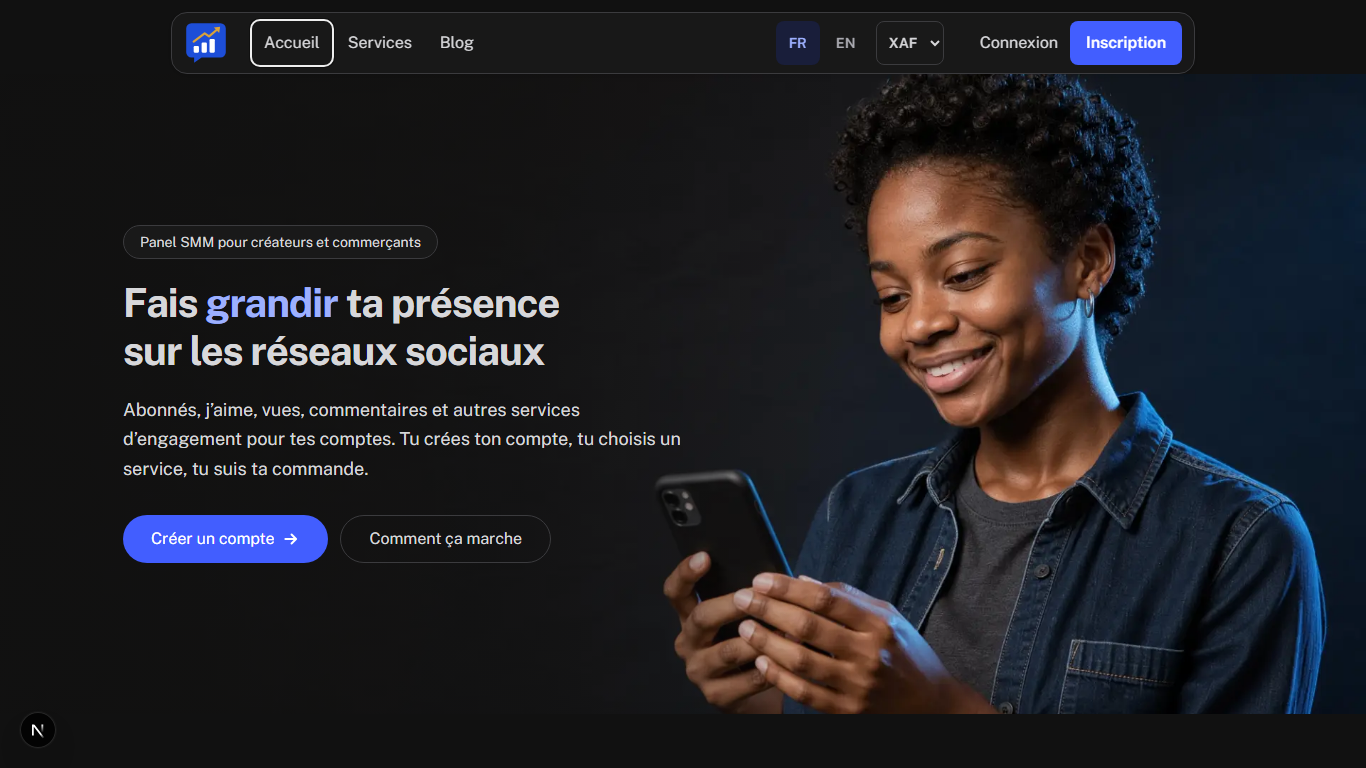 Accueil
Services
Blog
FR
EN
XAF
Connexion
Inscription
Panel SMM pour créateurs et commerçants
Fais grandir ta présence
sur les réseaux sociaux
Abonnés, j’aime, vues, commentaires et autres services
d’engagement pour tes comptes. Tu crées ton compte, tu choisis un
service, tu suis ta commande.
Créer un compte →
Comment ça marche
N